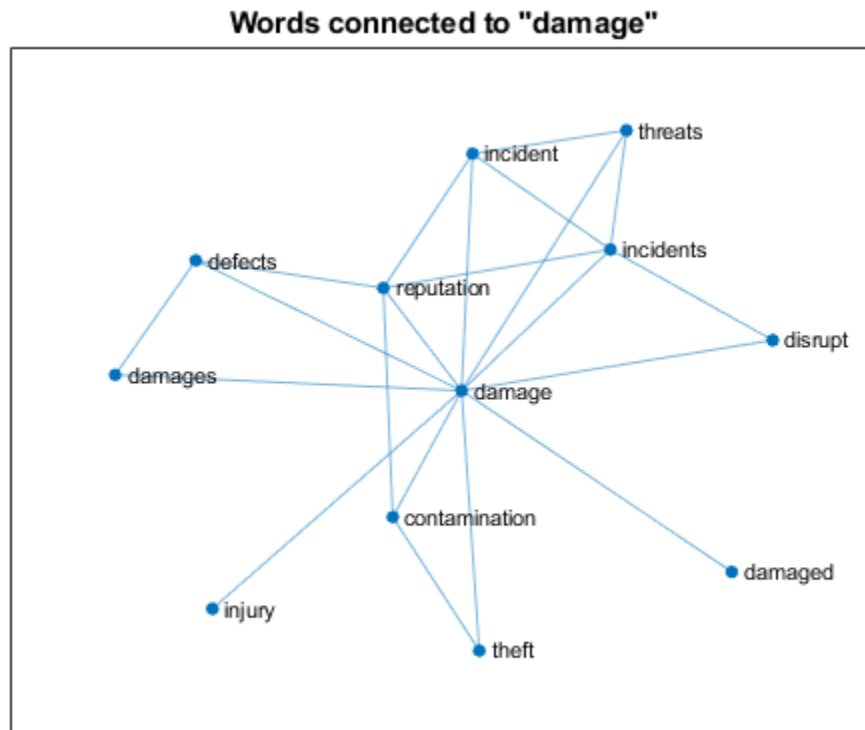 Words connected to "damage"
threats
incident
incidents
defects
reputation
disrupt
damages
damage
contamination
damaged
injury
theft